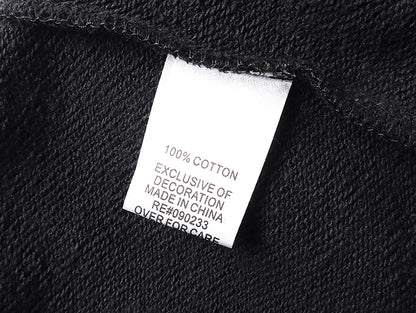 100% COTTON
EXCLUSIVE OF
DECORATION
MADE IN CHINA
RE#090233
OVER FOR CARE